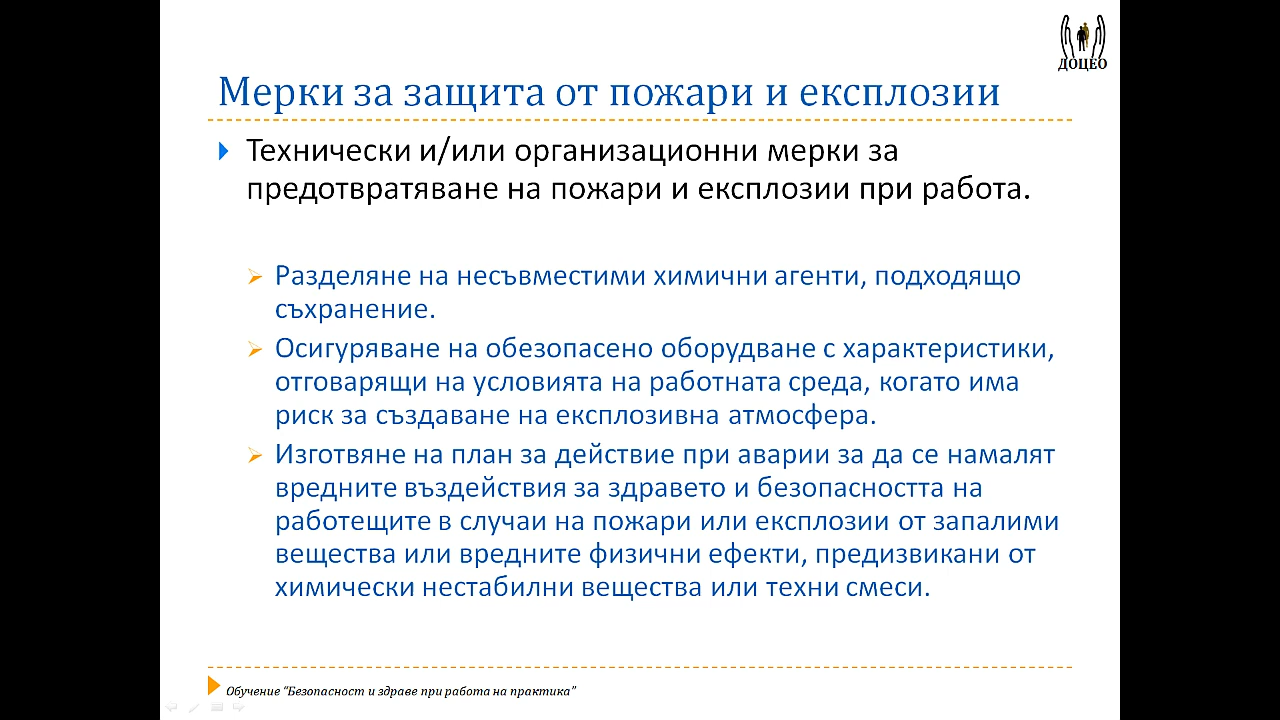 ДОЦЕО
Мерки за защита от пожари и експлозии
Технически и/или организационни мерки за
предотвратяване на пожари и експлозии при работа.
Разделяне на несъвместими химични агенти, подходящо
съхранение.
Осигуряване на обезопасено оборудване с характеристики,
отговарящи на условията на работната среда, когато има
риск за създаване на експлозивна атмосфера.
Изготвяне на план за действие при аварии за да се намалят
вредните въздействия за здравето и безопасността на
работещите в случаи на пожари или експлозии от запалими
вещества или вредните физични ефекти, предизвикани от
химически нестабилни вещества или техни смеси.
Обучение “Безопасност и здраве при работа на практика”